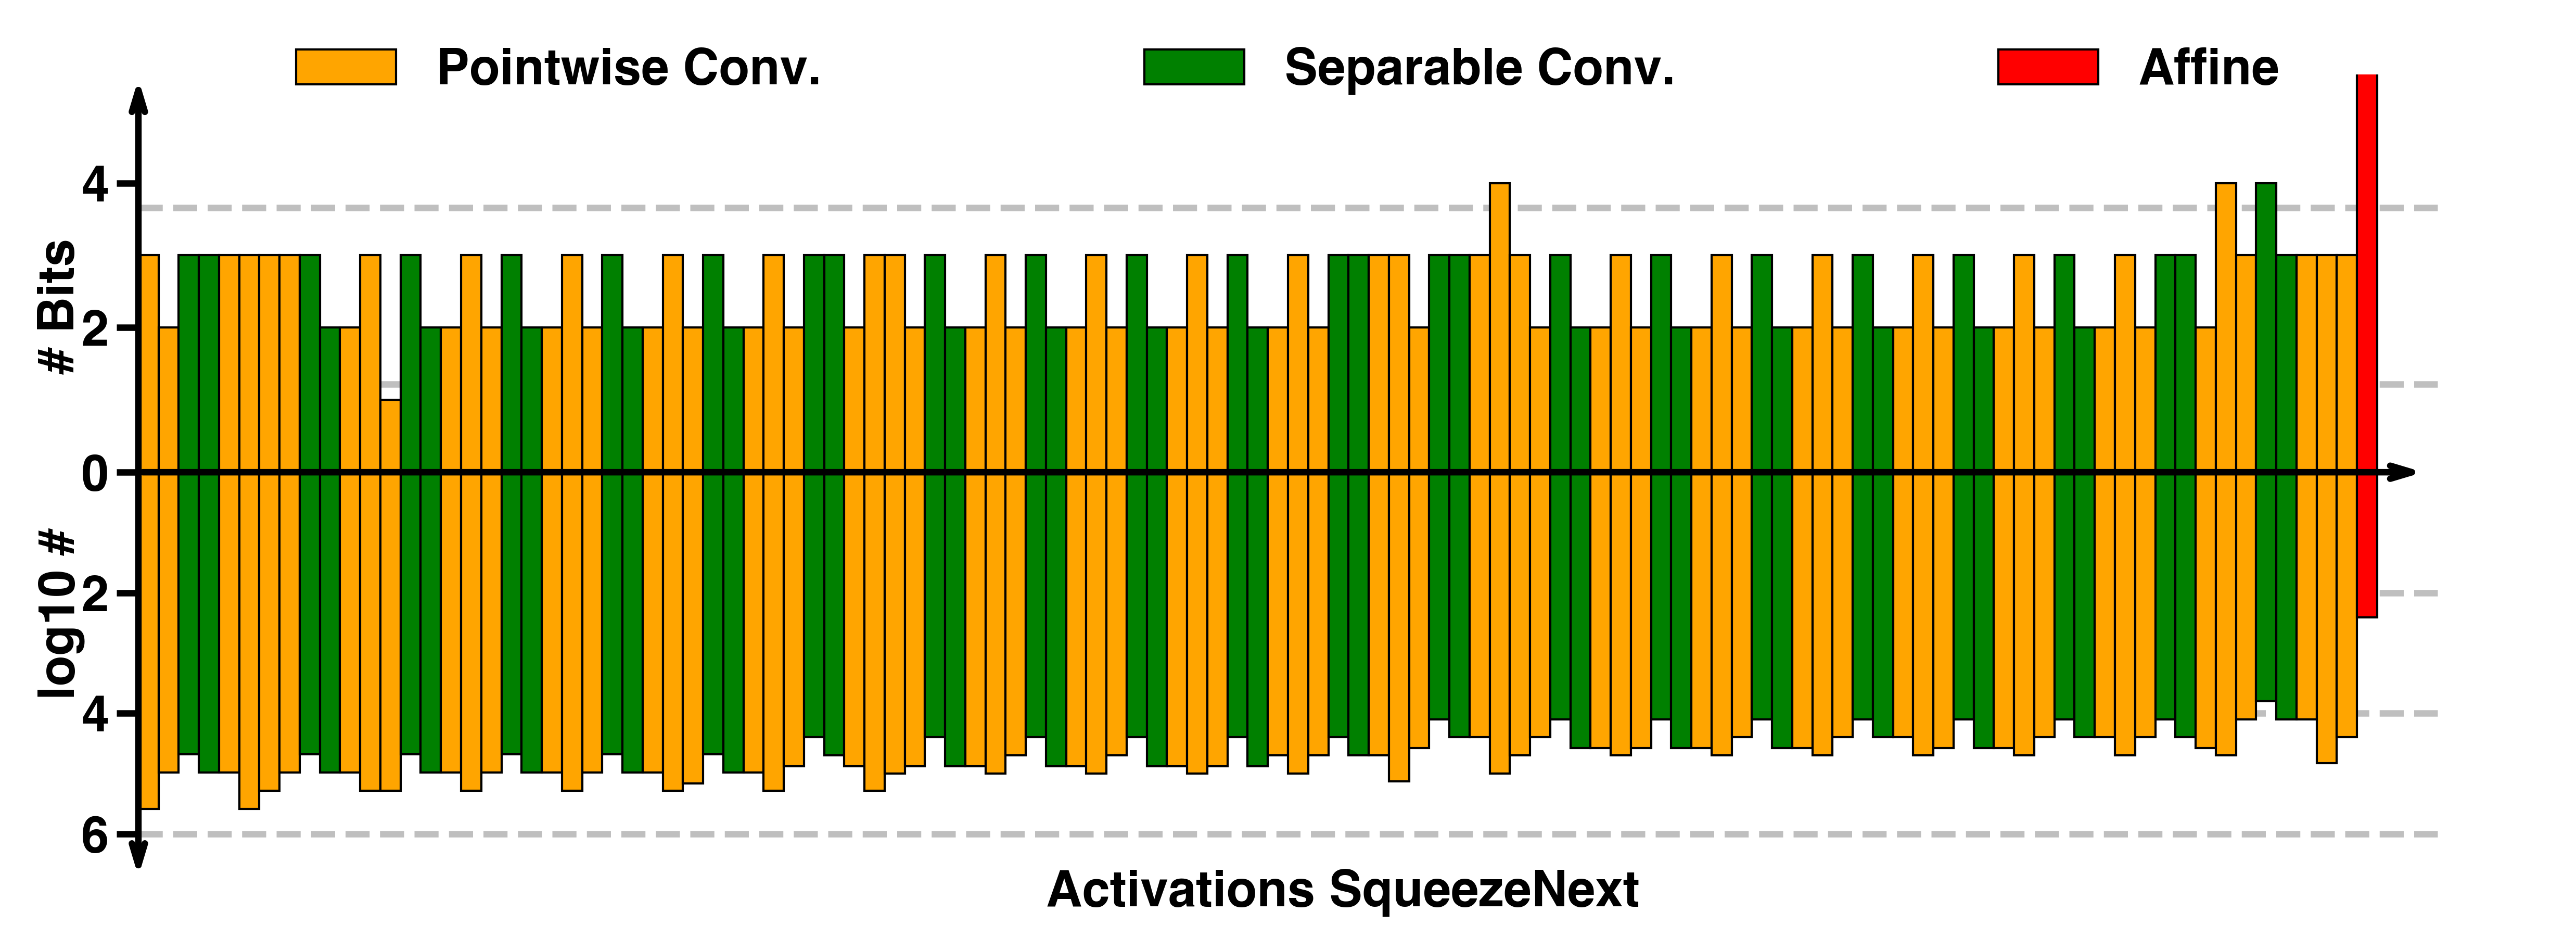 Pointwise Conv. Separable Conv. Affine
# Bits
4
2
0
log10 #
2
4
6
Activations SqueezeNext